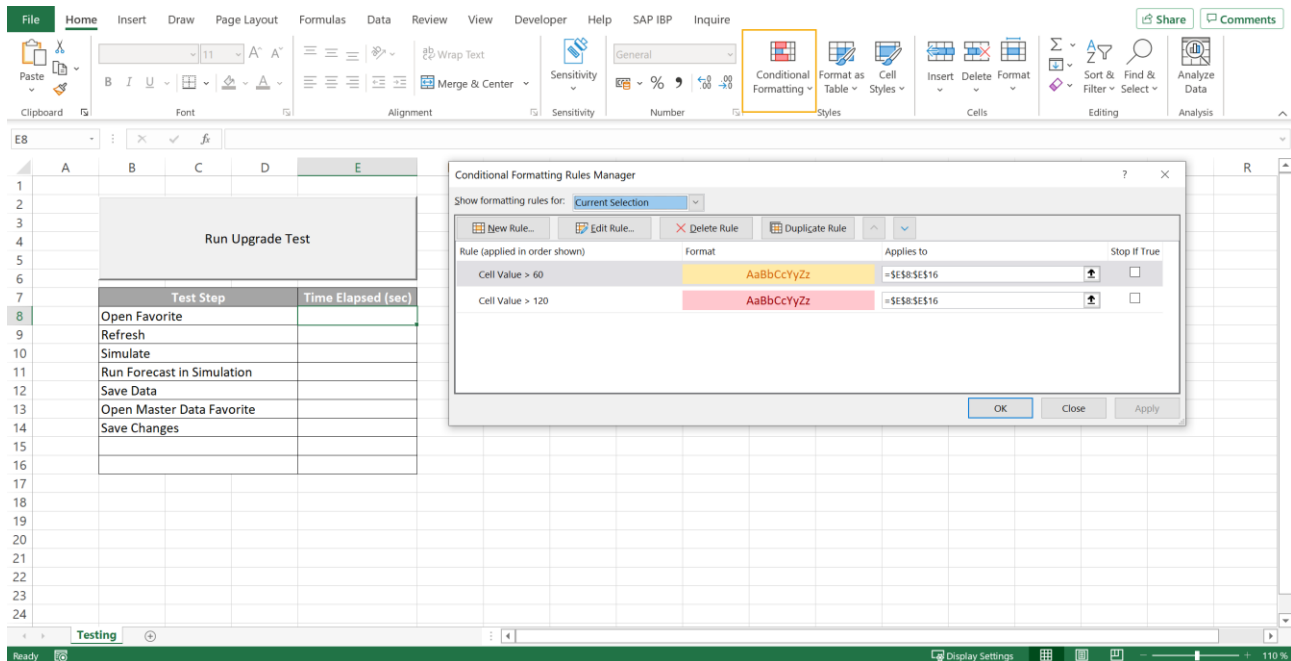 File Home Insert Draw Page Layout Formulas Data Review View Developer Help SAP IBP Inquire Share Comments
Paste
11 A^ A˅
B I U A
ab Wrap Text
Merge & Center
Sensitivity
General
% 9 .00
Conditional Formatting
Format as Table
Cell Styles
Insert Delete Format
Sort & Filter
Find & Select
Analyze Data
Clipboard Font Alignment Sensitivity Number Styles Cells Editing Analysis
E8 fx
A B C D E R
1
2
3
4 Run Upgrade Test
5
6
7 Test Step Time Elapsed (sec)
8 Open Favorite
9 Refresh
10 Simulate
11 Run Forecast in Simulation
12 Save Data
13 Open Master Data Favorite
14 Save Changes
15
16
17
18
19
20
21
22
23
24
Conditional Formatting Rules Manager ? ×
Show formatting rules for: Current Selection
New Rule... Edit Rule... Delete Rule Duplicate Rule
Rule (applied in order shown) Format Applies to Stop If True
Cell Value > 60 AaBbCcYyZz =$E$8:$E$16
Cell Value > 120 AaBbCcYyZz =$E$8:$E$16
OK Close Apply
Testing
Ready Display Settings 110 %